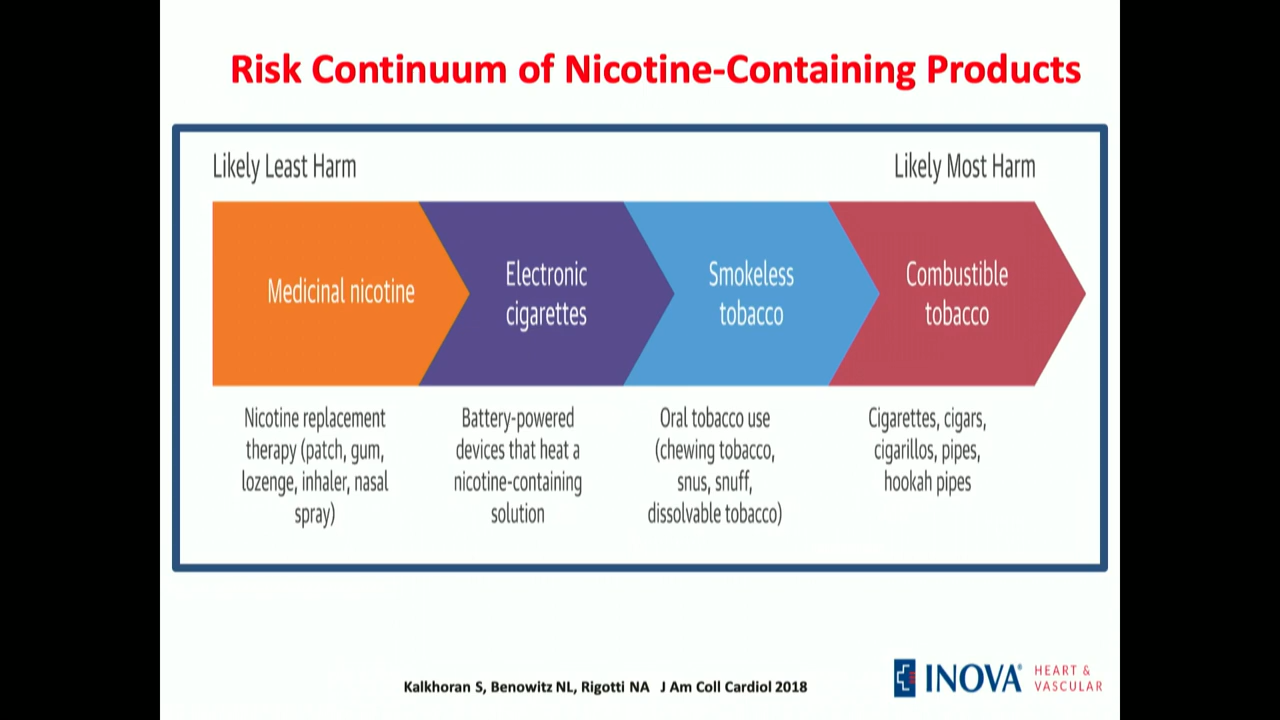 Risk Continuum of Nicotine-Containing Products
Likely Least Harm
Likely Most Harm
Medicinal nicotine
Electronic
cigarettes
Smokeless
tobacco
Combustible
tobacco
Nicotine replacement
therapy (patch, gum,
lozenge, inhaler, nasal
spray)
Battery-powered
devices that heat a
nicotine-containing
solution
Oral tobacco use
(chewing tobacco,
snus, snuff,
dissolvable tobacco)
Cigarettes, cigars,
cigarillos, pipes,
hookah pipes
Kalkhoran S, Benowitz NL, Rigotti NA J Am Coll Cardiol 2018
INOVA®
HEART &
VASCULAR